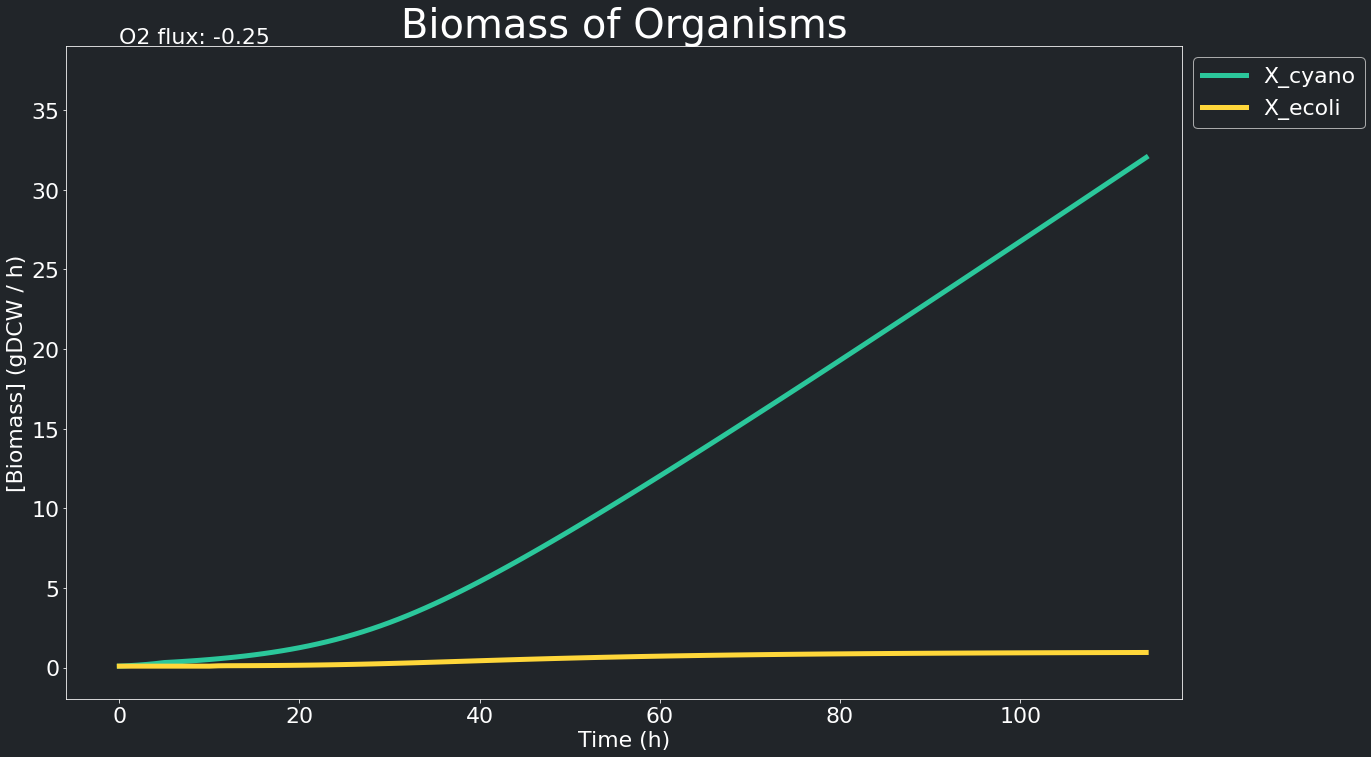 Biomass of Organisms
O2 flux: -0.25
X_cyano
X_ecoli
[Biomass] (gDCW / h)
35
30
25
20
15
10
5
0
0 20 40 60 80 100
Time (h)